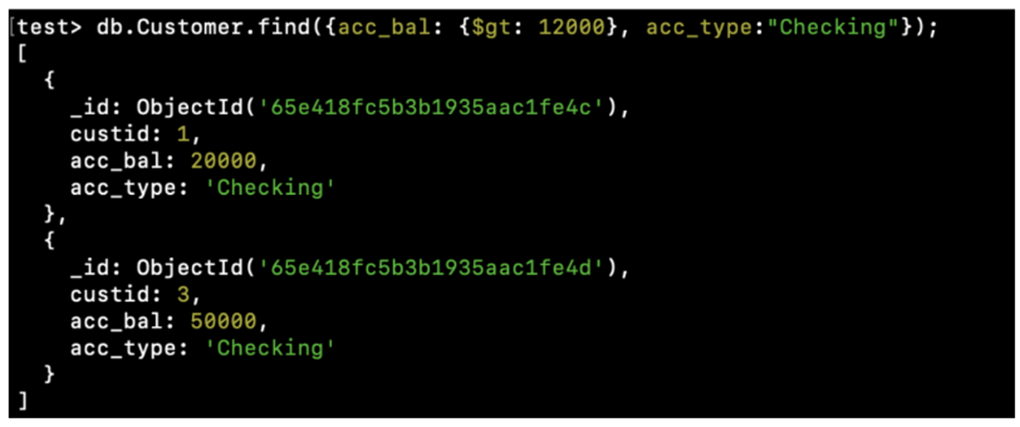 [test> db.Customer.find({acc_bal: {$gt: 12000}, acc_type:"Checking"});
[
  {
    _id: ObjectId('65e418fc5b3b1935aac1fe4c'),
    custid: 1,
    acc_bal: 20000,
    acc_type: 'Checking'
  },
  {
    _id: ObjectId('65e418fc5b3b1935aac1fe4d'),
    custid: 3,
    acc_bal: 50000,
    acc_type: 'Checking'
  }
]